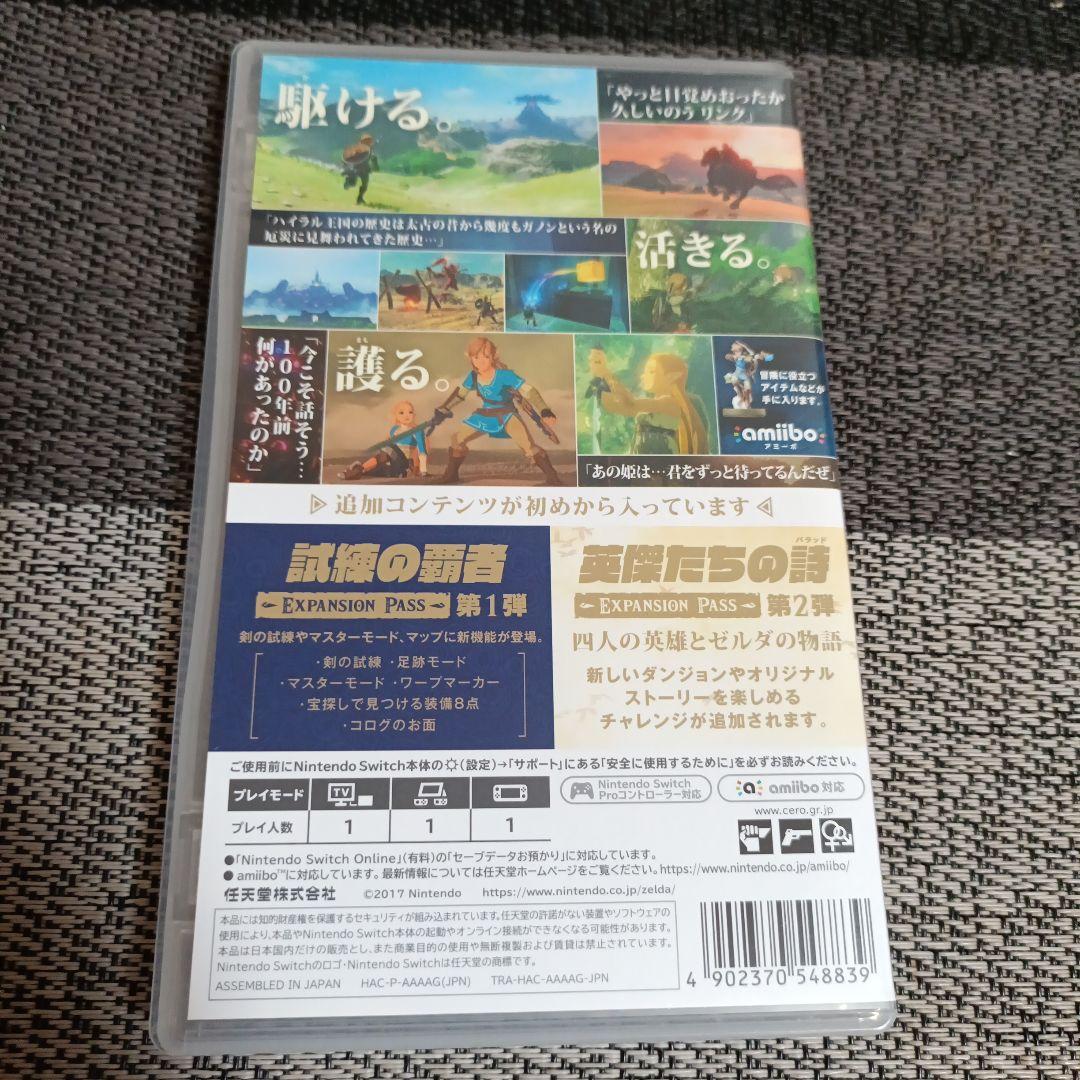 駆ける。
「やっと目覚めおったか
久しいのう リンク」
「ハイラル王国の歴史は太古の昔から幾度もガノンという名の
厄災に見舞われてきた歴史…」
活きる。
「今こそ話そう…
100年前
何があったのか」
まも
護る。
冒険に役立つ
アイテムなどが
手に入ります。
amiibo
アミーボ
「あの姫は…君をずっと待ってるんだぜ」
追加コンテンツが初めから入っています
試練の覇者
EXPANSION PASS 第1弾
剣の試練やマスターモード、マップに新機能が登場。
・剣の試練 ・足跡モード
・マスターモード ・ワープマーカー
・宝探しで見つける装備8点
・コログのお面
バラッド
英傑たちの詩
EXPANSION PASS 第2弾
四人の英雄とゼルダの物語
新しいダンジョンやオリジナル
ストーリーを楽しめる
チャレンジが追加されます。
ご使用前にNintendo Switch本体の(設定)→「サポート」にある「安全に使用するために」を必ずお読みください。
プレイモード TV
プレイ人数 1 1 1
Nintendo Switch
Proコントローラー対応
amiibo 対応
www.cero.gr.jp
●「Nintendo Switch Online」(有料)の「セーブデータお預かり」に対応しています。
● amiibo™に対応しています。最新情報については任天堂ホームページをご覧ください。https://www.nintendo.co.jp/amiibo/
任天堂株式会社 ©2017 Nintendo https://www.nintendo.co.jp/zelda/
本品には知的財産権を保護するセキュリティが組み込まれています。任天堂の許諾がない装置やソフトウェアの
使用により、本品やNintendo Switch本体の起動やオンライン接続ができなくなる可能性があります。
本品は日本国内だけの販売とし、また商業目的の使用や無断複製および賃貸は禁止されています。
Nintendo Switchのロゴ・Nintendo Switchは任天堂の商標です。
ASSEMBLED IN JAPAN HAC-P-AAAAG(JPN) TRA-HAC-AAAAG-JPN
4 902370 548839